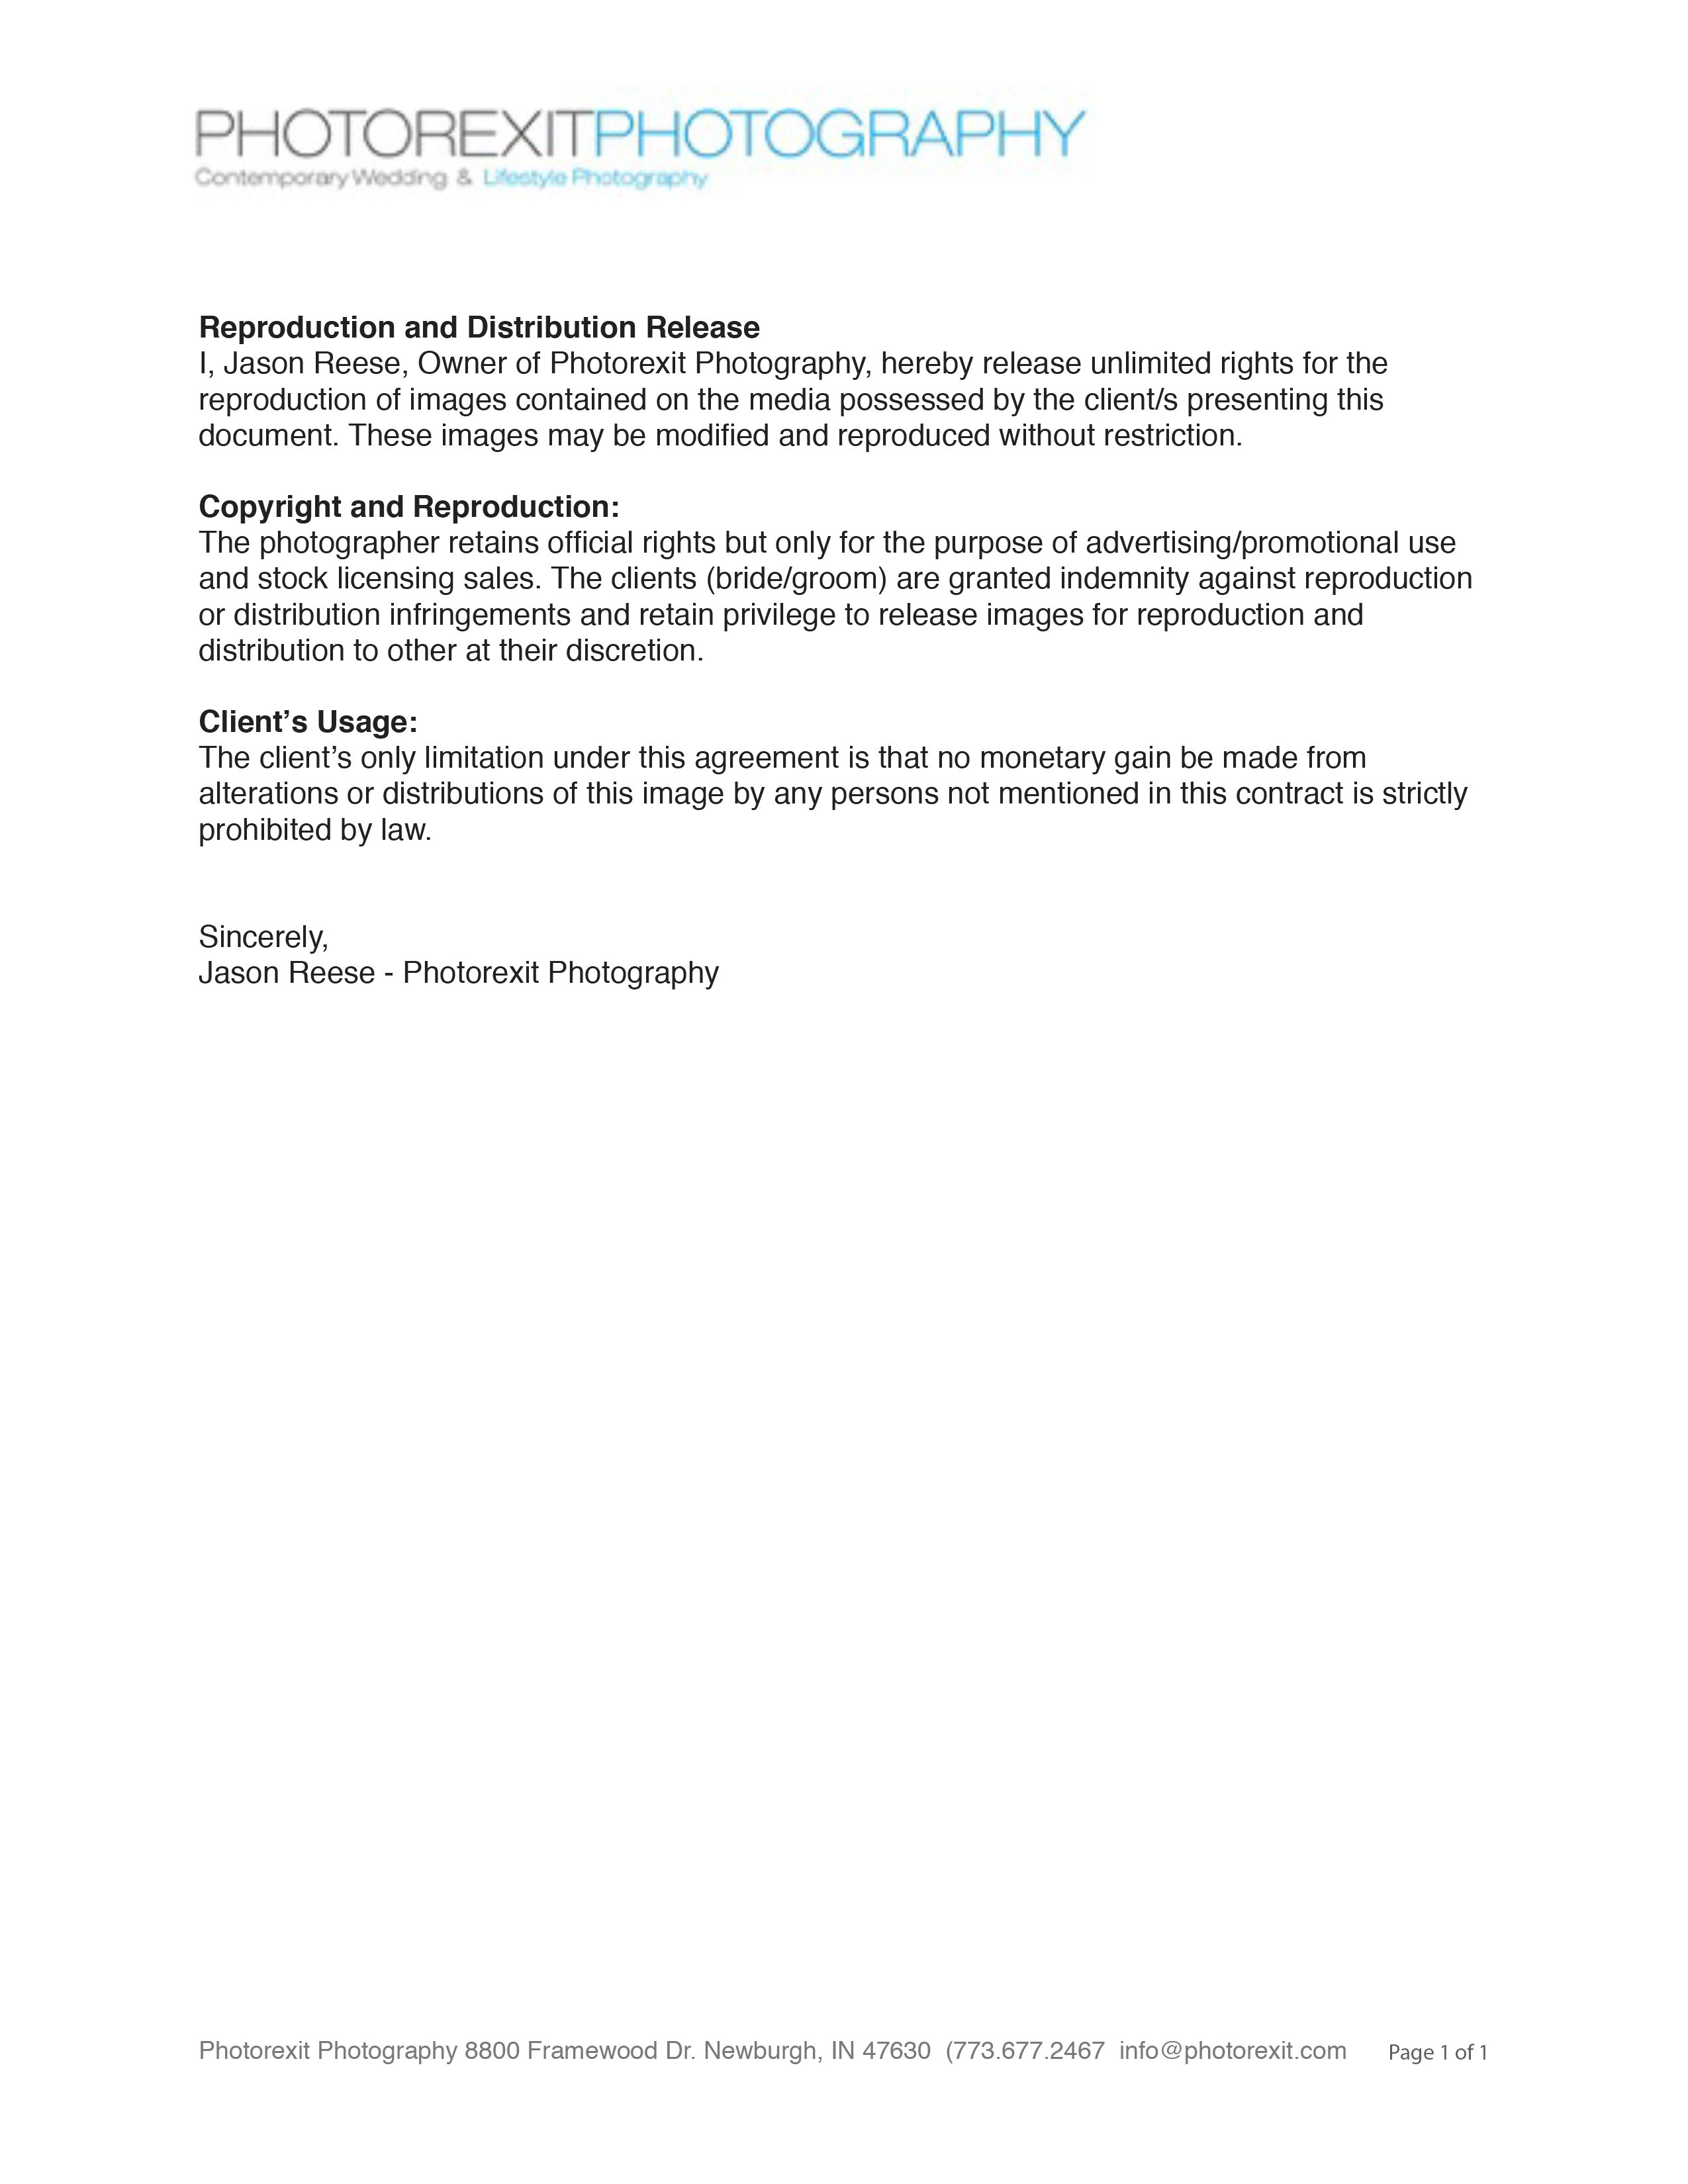 PHOTOREXITPHOTOGRAPHY
Contemporary Wedding & Lifestyle Photography
Reproduction and Distribution Release
I, Jason Reese, Owner of Photorexit Photography, hereby release unlimited rights for the
reproduction of images contained on the media possessed by the client/s presenting this
document. These images may be modified and reproduced without restriction.
Copyright and Reproduction:
The photographer retains official rights but only for the purpose of advertising/promotional use
and stock licensing sales. The clients (bride/groom) are granted indemnity against reproduction
or distribution infringements and retain privilege to release images for reproduction and
distribution to other at their discretion.
Client’s Usage:
The client’s only limitation under this agreement is that no monetary gain be made from
alterations or distributions of this image by any persons not mentioned in this contract is strictly
prohibited by law.
Sincerely,
Jason Reese - Photorexit Photography
Photorexit Photography 8800 Framewood Dr. Newburgh, IN 47630 (773.677.2467 info@photorexit.com Page 1 of 1